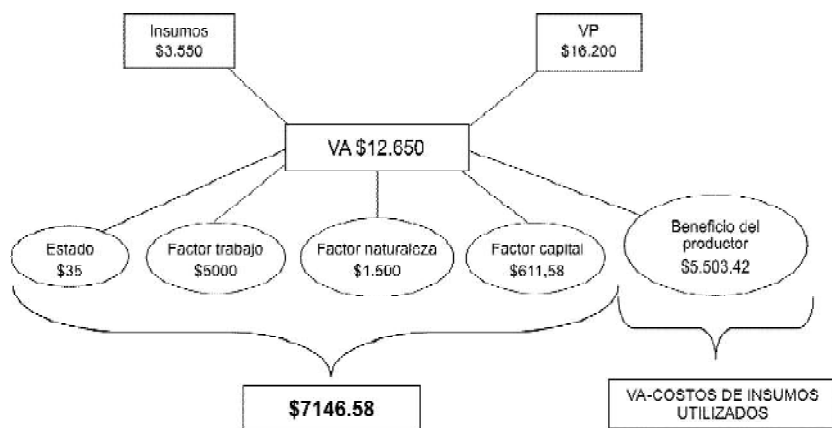 Insumos
$3.550
VP
$16.200
VA $12.650
Estado
$35
Factor trabajo
$5000
Factor naturaleza
$1.500
Factor capital
$611,58
Beneficio del
productor
$5.503,42
$7146.58
VA-COSTOS DE INSUMOS
UTILIZADOS